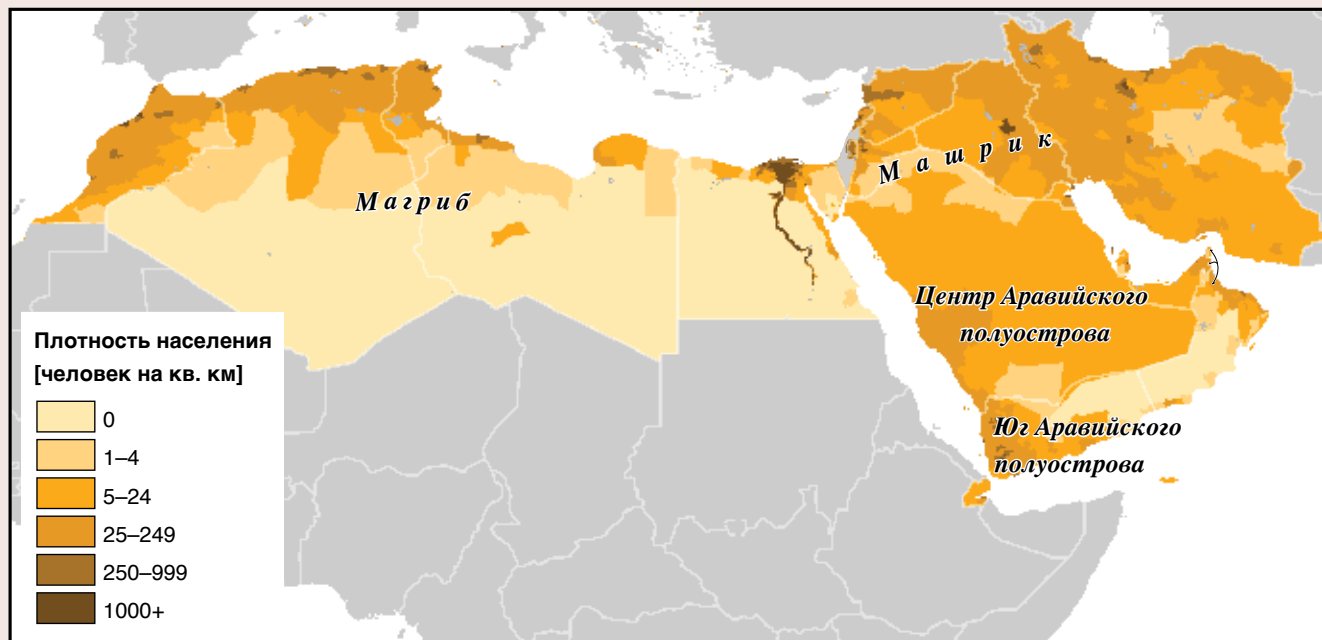 Машрик
Магриб
Центр Аравийского
полуострова
Юг Аравийского
полуострова
Плотность населения
[человек на кв. км]
0
1–4
5–24
25–249
250–999
1000+